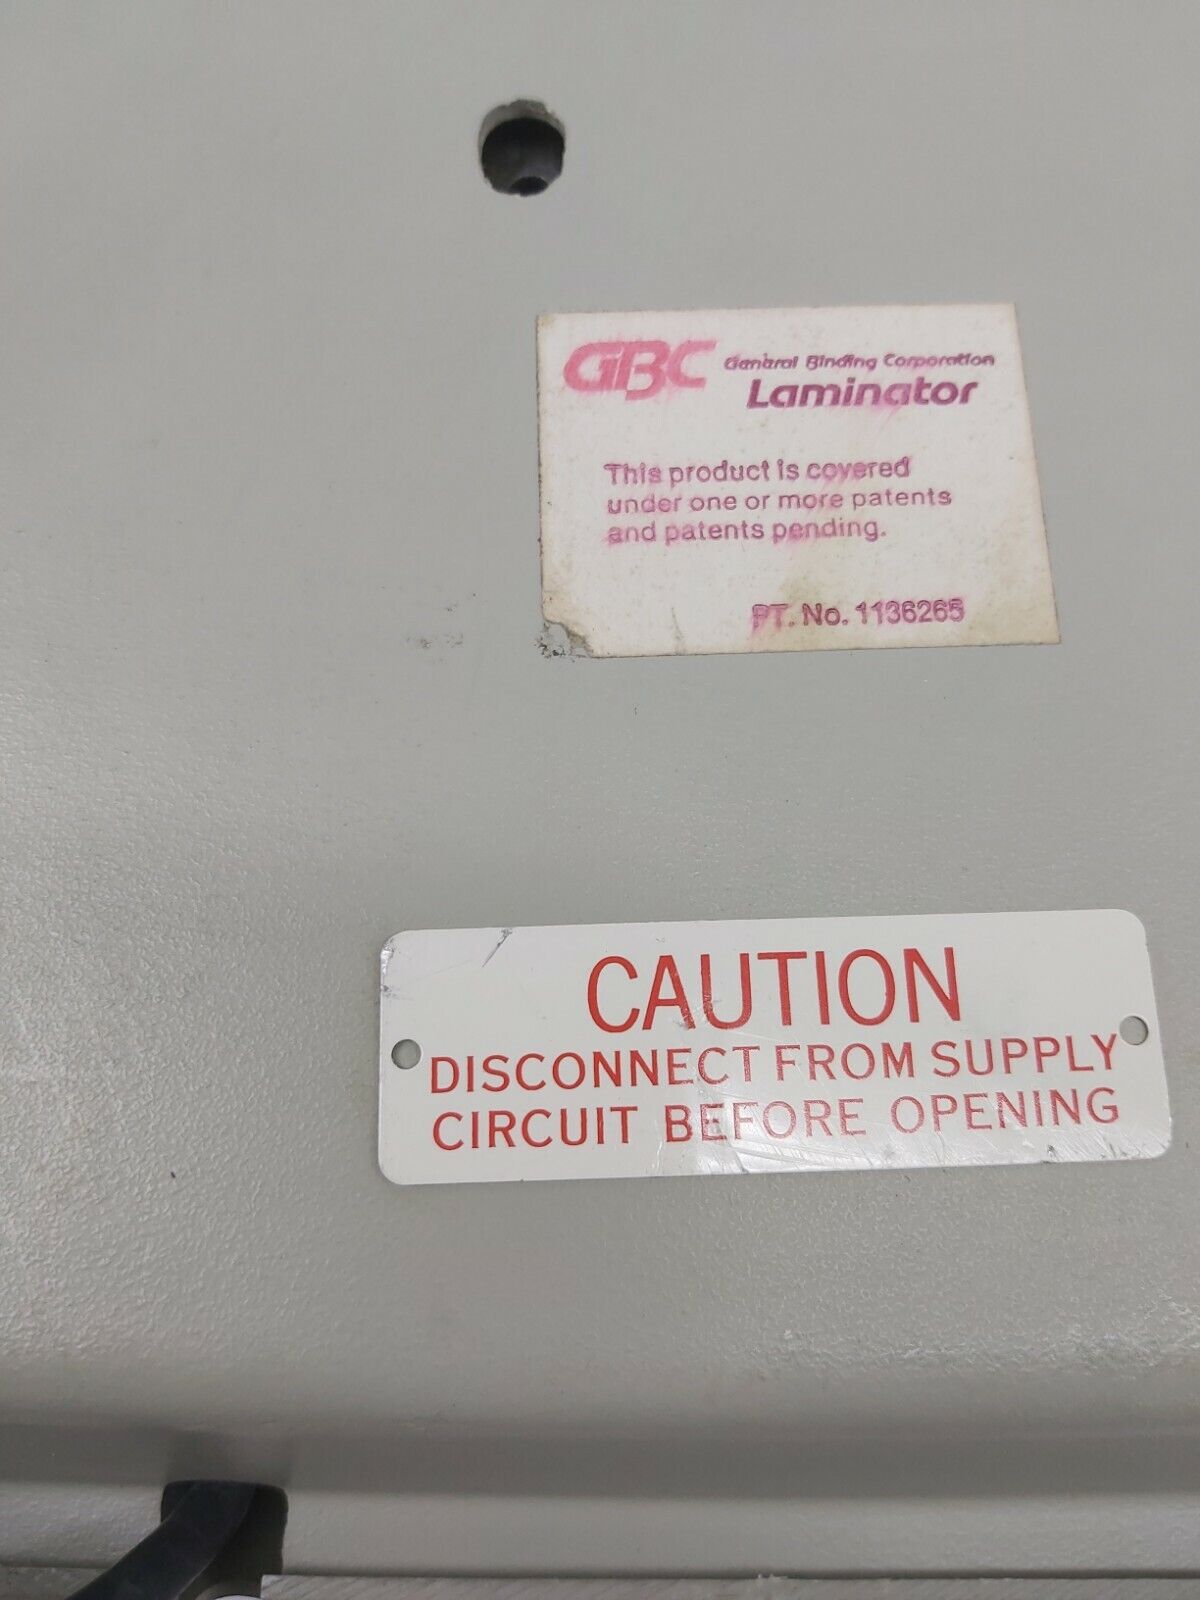 GBC General Binding Corporation
Laminator
This product is covered
under one or more patents
and patents pending.
PT. No. 1136265
CAUTION
DISCONNECT FROM SUPPLY
CIRCUIT BEFORE OPENING